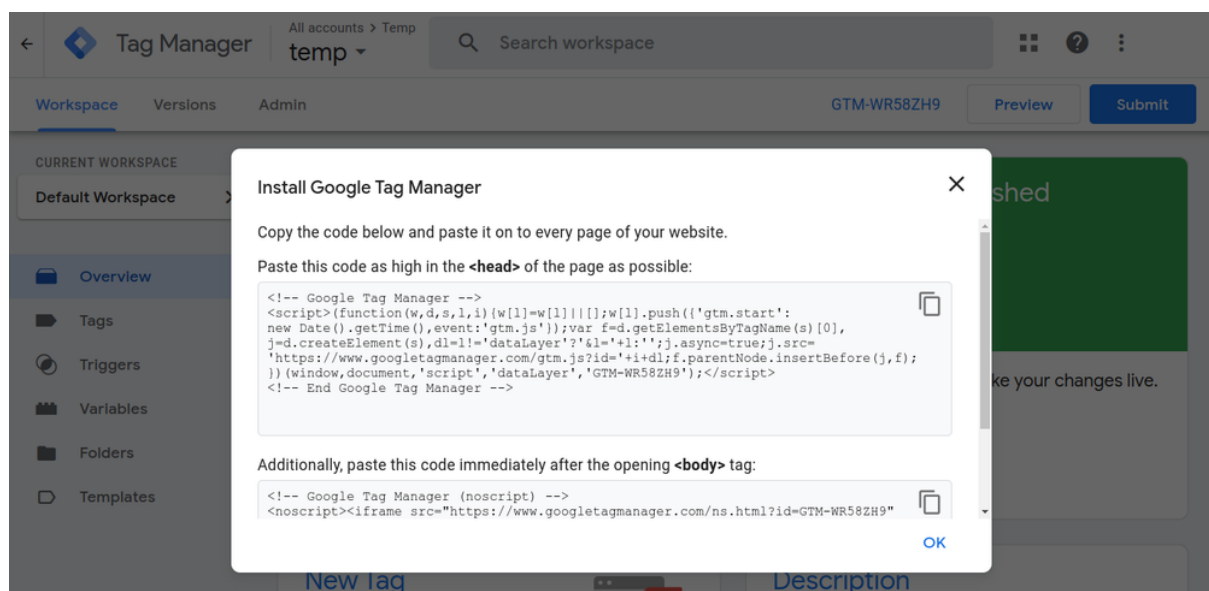 All accounts > Temp
Tag Manager
temp
Search workspace
Workspace
Versions
Admin
GTM-WR58ZH9
Preview
Submit
CURRENT WORKSPACE
Default Workspace
Overview
Tags
Triggers
Variables
Folders
Templates
Install Google Tag Manager
Copy the code below and paste it on to every page of your website.
Paste this code as high in the <head> of the page as possible:
<!-- Google Tag Manager -->
<script>(function(w,d,s,l,i){w[l]=w[l]||[];w[l].push({'gtm.start':
new Date().getTime(),event:'gtm.js'});var f=d.getElementsByTagName(s)[0],
j=d.createElement(s),dl=l!='dataLayer'?'&l='+l:'';j.async=true;j.src=
'https://www.googletagmanager.com/gtm.js?id='+i+dl;f.parentNode.insertBefore(j,f);
})(window,document,'script','dataLayer','GTM-WR58ZH9');</script>
<!-- End Google Tag Manager -->
Additionally, paste this code immediately after the opening <body> tag:
<!-- Google Tag Manager (noscript) -->
<noscript><iframe src="https://www.googletagmanager.com/ns.html?id=GTM-WR58ZH9"
OK
shed
ke your changes live.
New Tag
Description